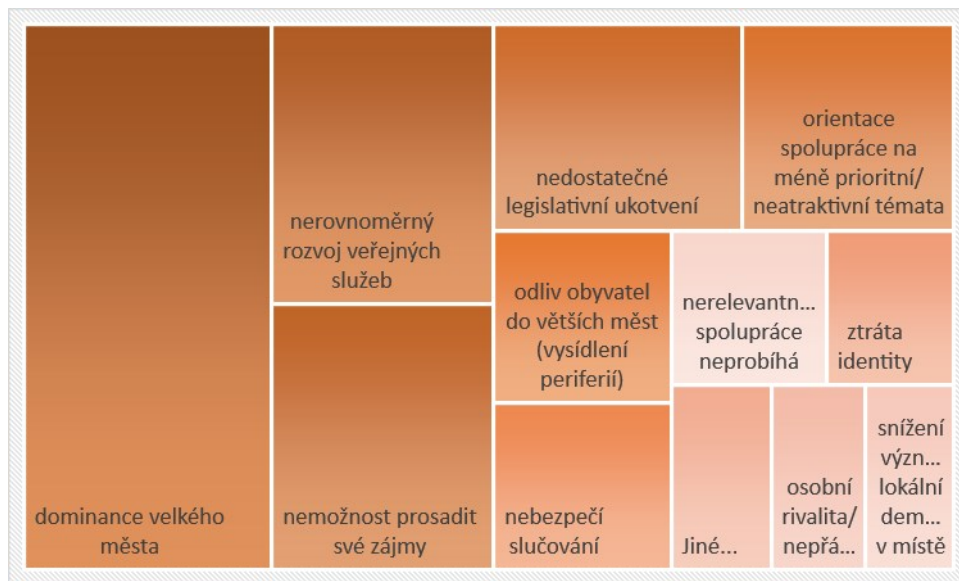 dominance velkého
města
nerovnoměrný
rozvoj veřejných
služeb
nemožnost prosadit
své zájmy
nedostatečné
legislativní ukotvení
orientace
spolupráce na
méně prioritní/
neatraktivní témata
odliv obyvatel
do větších měst
(vysídlení
periferií)
nebezpečí
slučování
nerelevantn...
spolupráce
neprobíhá
ztráta
identity
Jiné...
osobní
rivalita/
nepřá...
snížení
význ...
lokální
dem...
v místě